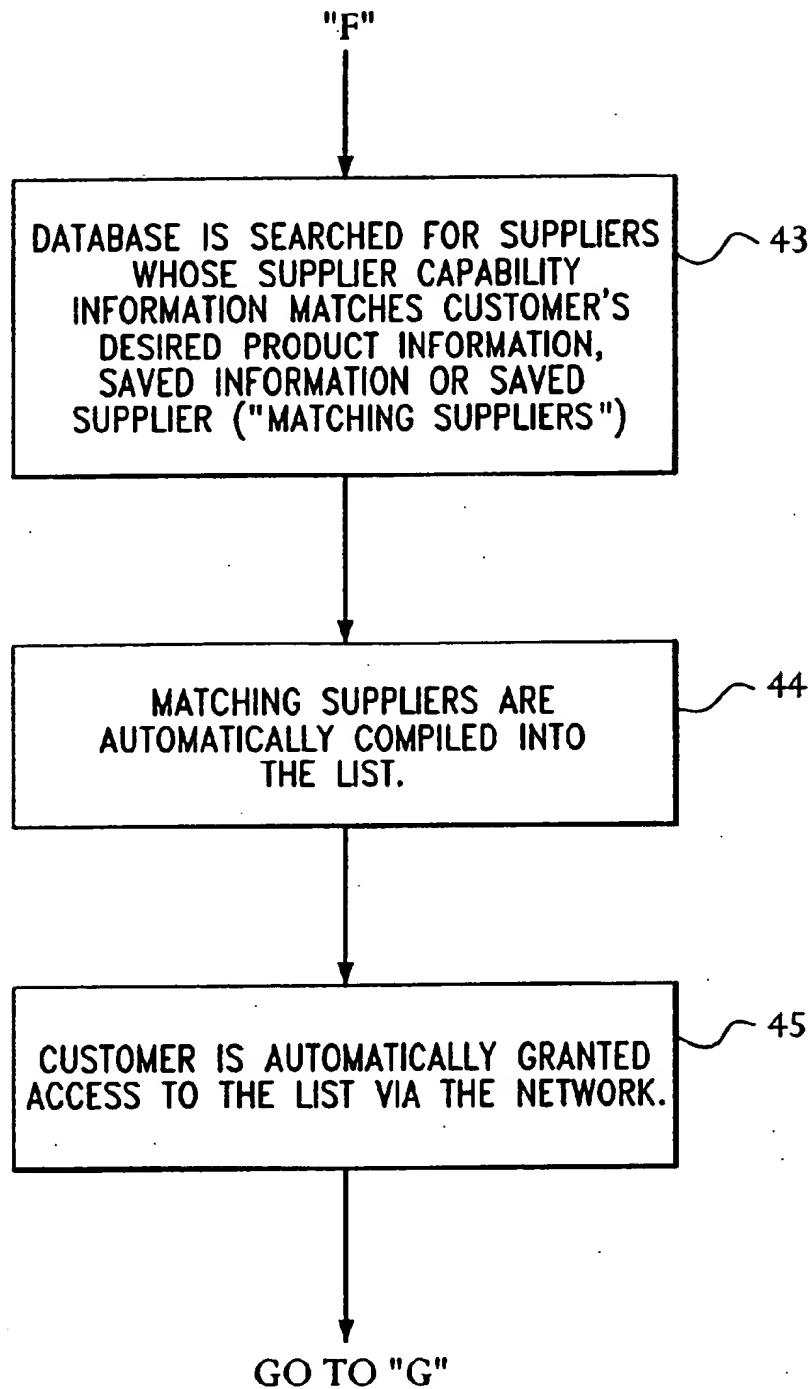 "F"
DATABASE IS SEARCHED FOR SUPPLIERS
WHOSE SUPPLIER CAPABILITY
INFORMATION MATCHES CUSTOMER'S
DESIRED PRODUCT INFORMATION,
SAVED INFORMATION OR SAVED
SUPPLIER ("MATCHING SUPPLIERS")
43
MATCHING SUPPLIERS ARE
AUTOMATICALLY COMPILED INTO
THE LIST.
44
CUSTOMER IS AUTOMATICALLY GRANTED
ACCESS TO THE LIST VIA THE NETWORK.
45
GO TO "G"